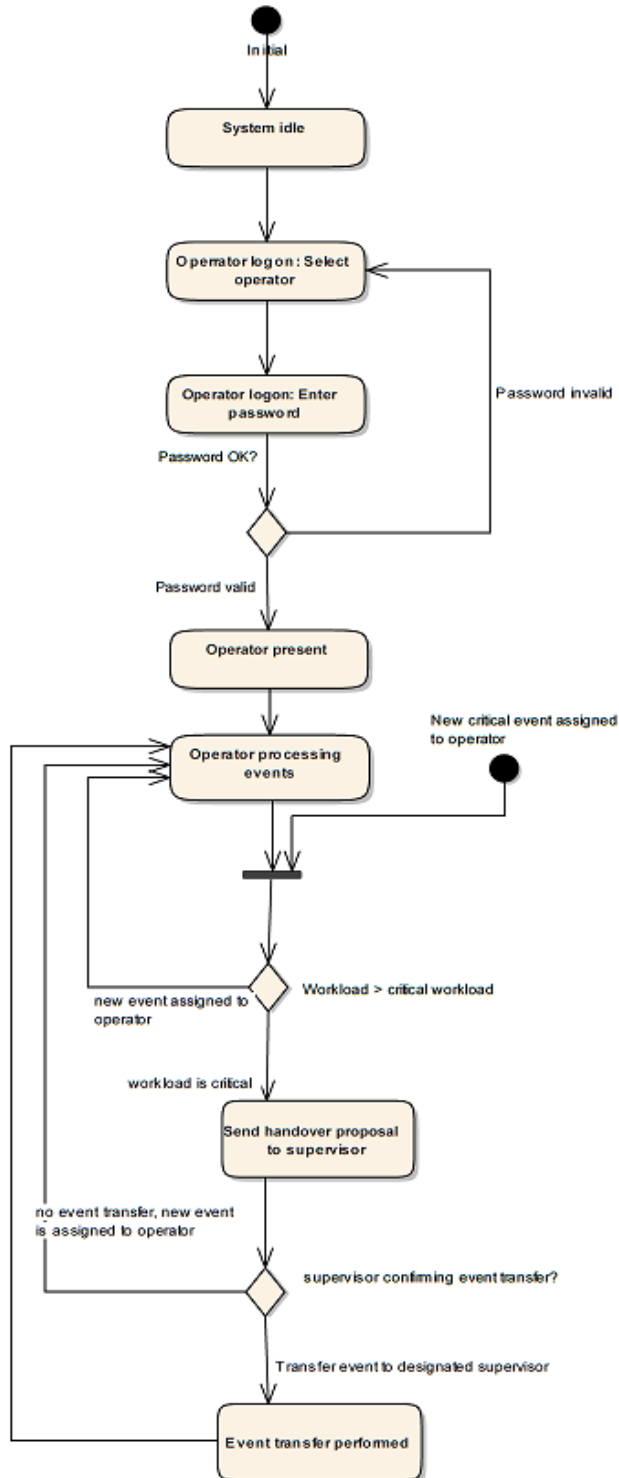 Initial
System idle
Operrator logon : Select
operator
Operator logon: Enter
password
Password invalid
Password OK?
Password valid
Operator present
New critical event assigned
to operator
Operator processing
events
Workload > critical workload
new event assigned to
operator
workload is critical
Send handover proposal
to supervisor
no event transfer, new event
is assigned to operator
supervisor confirming event transfer?
Transfer event to designated supervisor
Event transfer performed